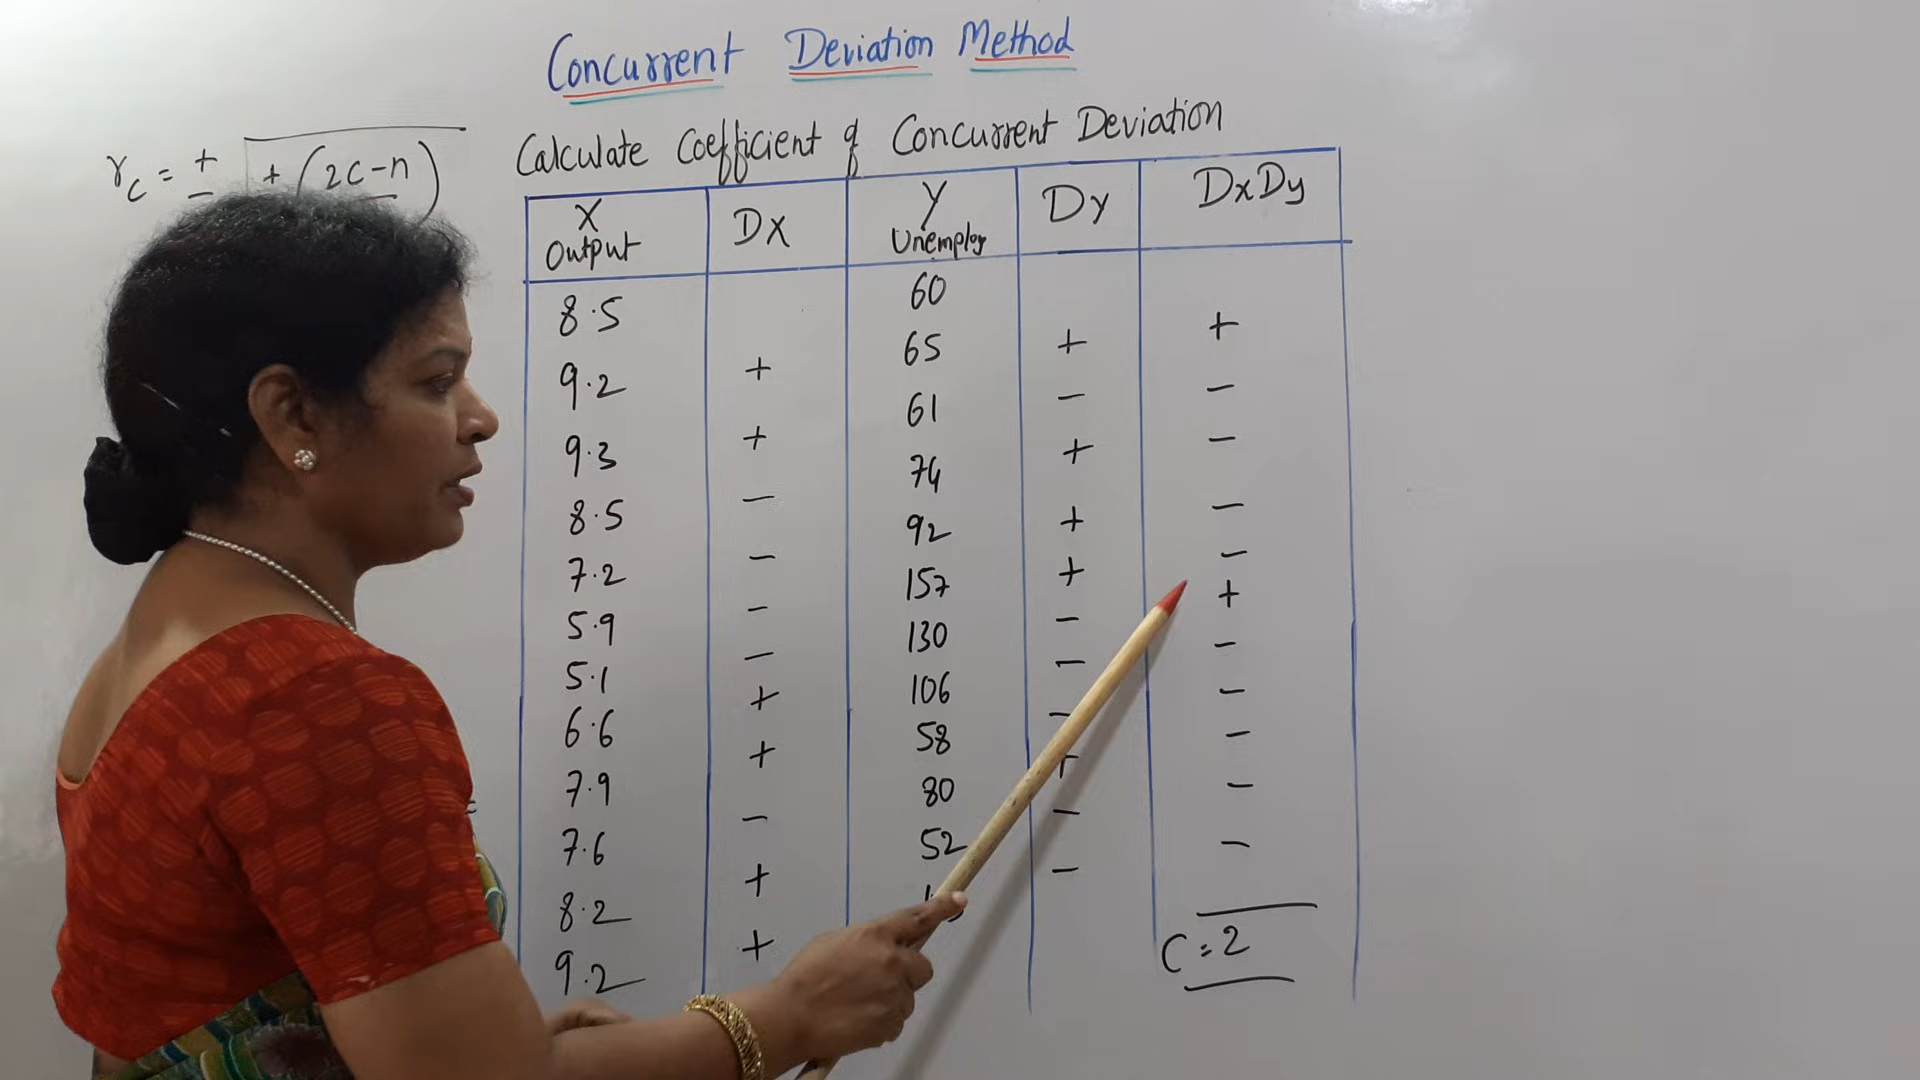 Concurrent Deviation Method
Calculate Coefficient of Concurrent Deviation
r c = ± + (2c-n)
X Output DX Y Unemploy Dy DxDy
8.5 60
9.2 + 65 + +
9.3 + 61 - -
8.5 - 74 + -
7.2 - 92 + -
5.9 - 157 + -
5.1 - 130 - +
6.6 + 106 - -
7.9 + 58 - -
7.6 - 80 + -
8.2 + 52 - -
9.2 + - -
C = 2
=